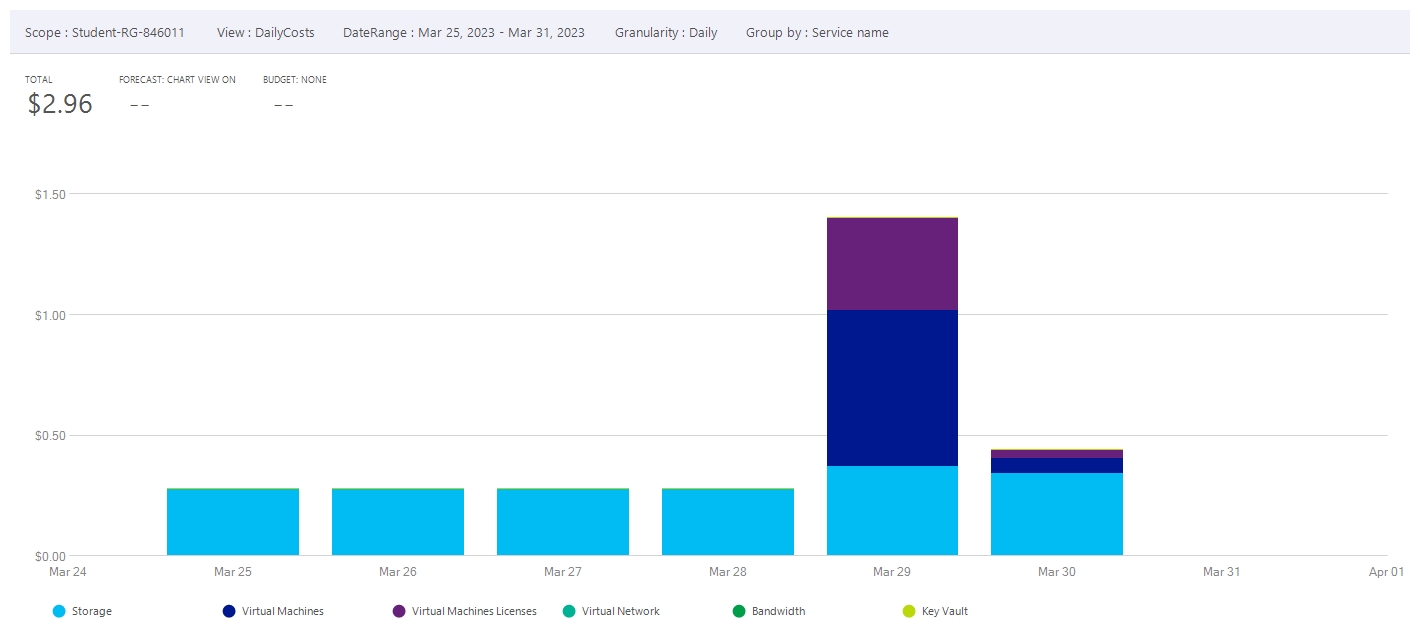 Scope : Student-RG-846011 View : DailyCosts DateRange : Mar 25, 2023 - Mar 31, 2023 Granularity : Daily Group by : Service name
TOTAL FORECAST: CHART VIEW ON BUDGET: NONE
$2.96 -- --
$1.50
$1.00
$0.50
$0.00
Mar 24 Mar 25 Mar 26 Mar 27 Mar 28 Mar 29 Mar 30 Mar 31 Apr 01
Storage Virtual Machines Virtual Machines Licenses Virtual Network Bandwidth Key Vault